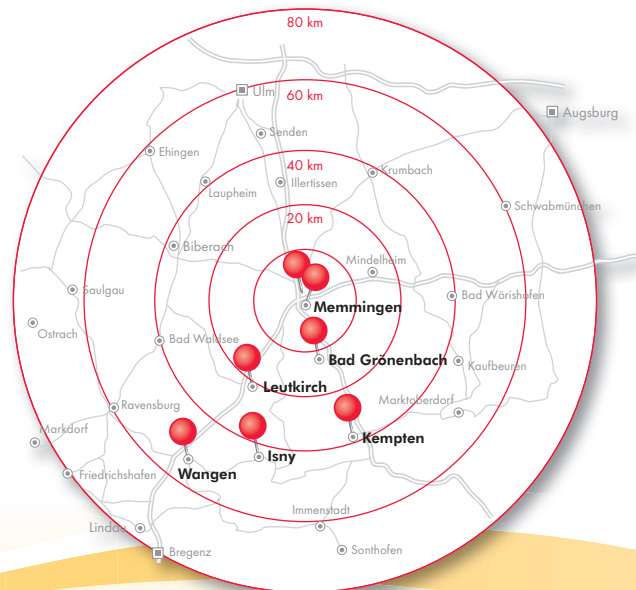 80 km
Ulm
60 km
Augsburg
Senden
Ehingen
40 km
Krumbach
Laupheim
Illertissen
Schwabmünchen
20 km
Biberach
Mindelheim
Saulgau
Bad Wörishofen
Memmingen
Ostrach
Bad Waldsee
Bad Grönenbach
Kaufbeuren
Leutkirch
Marktoberdorf
Ravensburg
Markdorf
Kempten
Isny
Wangen
Friedrichshafen
Immenstadt
Lindau
Bregenz
Sonthofen